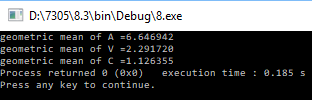 D:\7305\8.3\bin\Debug\8.exe
geometric mean of A =6.646942
geometric mean of V =2.291720
geometric mean of C =1.126355
Process returned 0 (0x0)   execution time : 0.185 s
Press any key to continue.